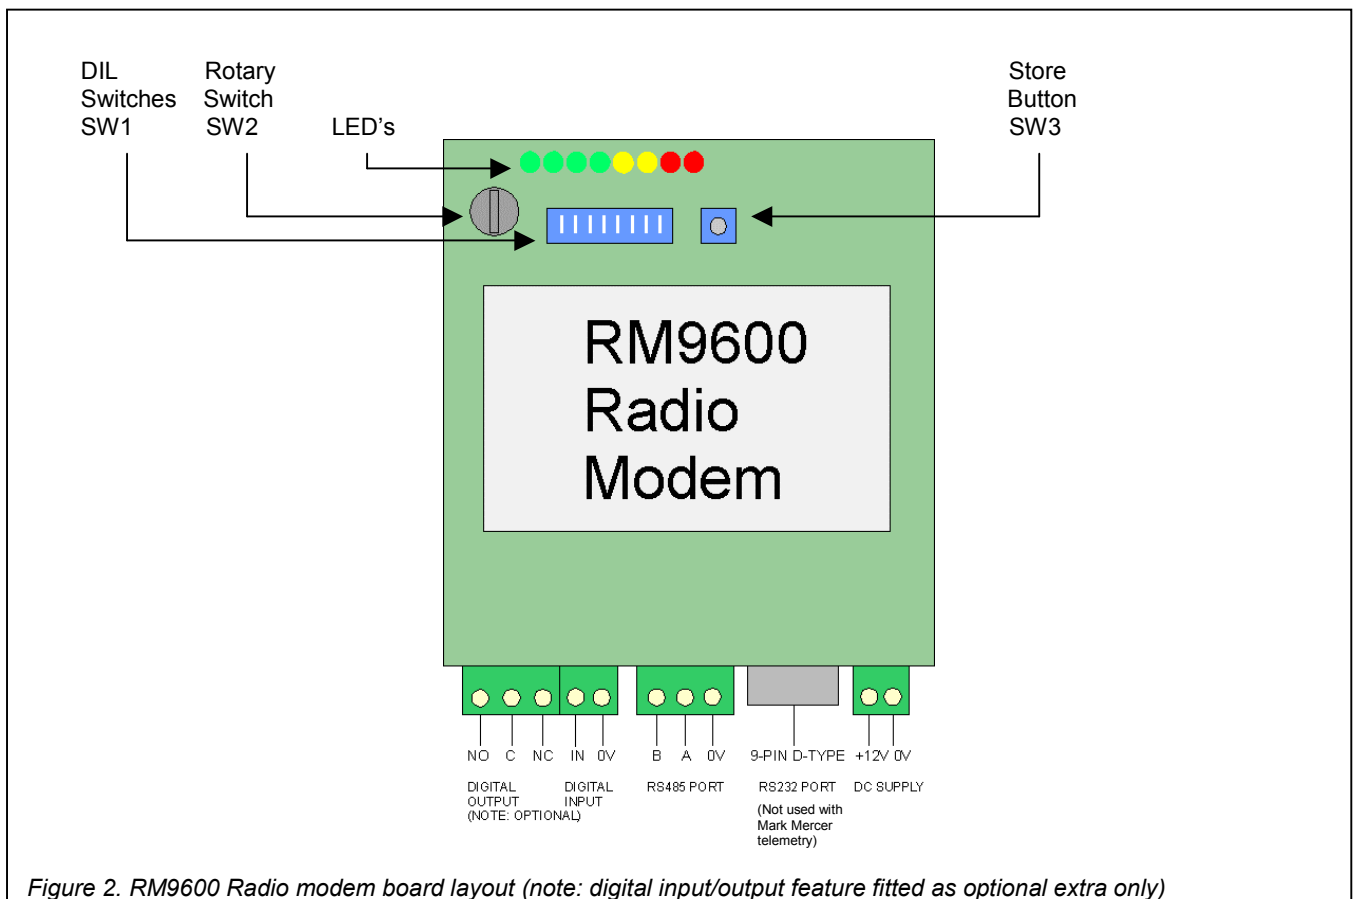 DIL
Switches
SW1
Rotary
Switch
SW2
LED’s
Store
Button
SW3
RM9600
Radio
Modem
NO C NC IN 0V B A 0V 9-PIN D-TYPE +12V 0V
DIGITAL
OUTPUT
(NOTE: OPTIONAL)
DIGITAL
INPUT
RS485 PORT
RS232 PORT
(Not used with
Mark Mercer
telemetry)
DC SUPPLY
Figure 2. RM9600 Radio modem board layout (note: digital input/output feature fitted as optional extra only)